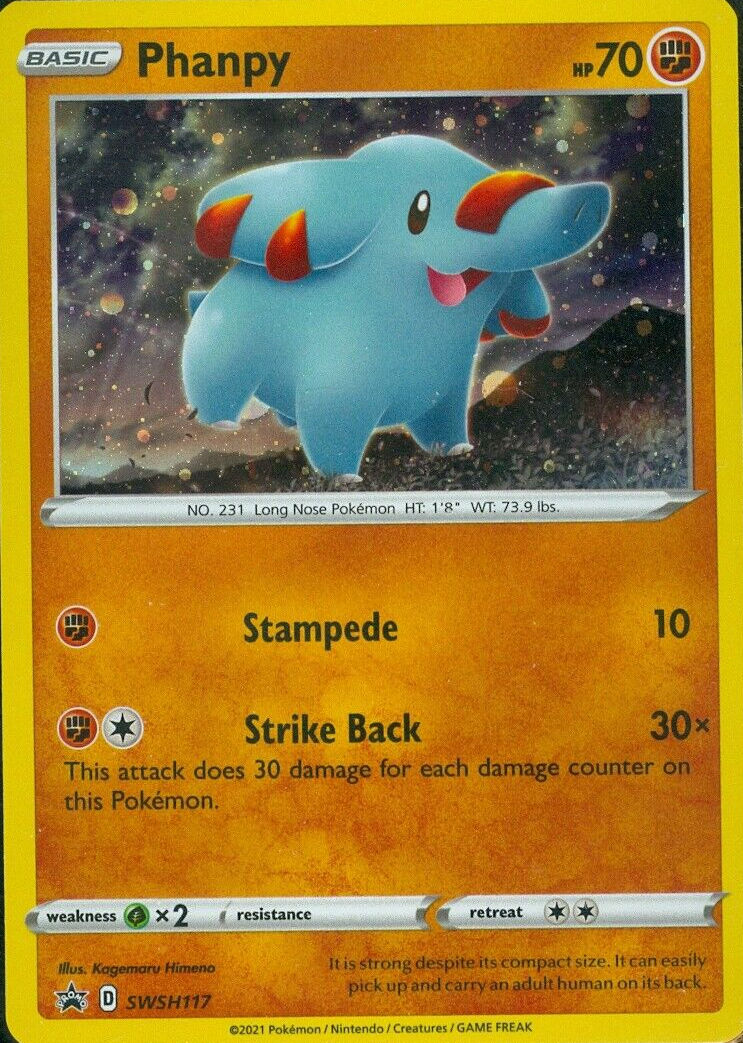 BASIC Phanpy HP 70
NO. 231 Long Nose Pokémon HT: 1'8" WT: 73.9 lbs.
Stampede 10
Strike Back 30×
This attack does 30 damage for each damage counter on
this Pokémon.
weakness ×2 resistance retreat
Illus. Kagemaru Himeno
It is strong despite its compact size. It can easily
pick up and carry an adult human on its back.
PROMO D SWSH117
©2021 Pokémon / Nintendo / Creatures / GAME FREAK